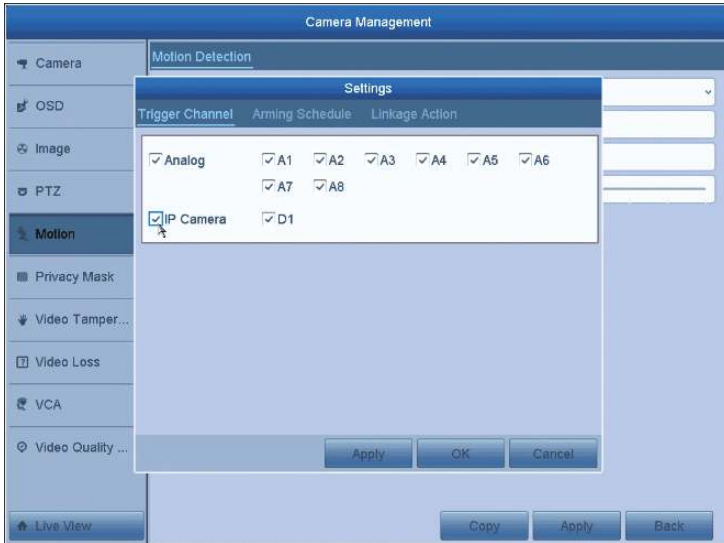 Camera Management
Camera
OSD
Image
PTZ
Motion
Privacy Mask
Video Tamper...
Video Loss
VCA
Video Quality ...
Live View
Motion Detection
Settings
Trigger Channel Arming Schedule Linkage Action
Analog A1 A2 A3 A4 A5 A6
A7 A8
IP Camera D1
Apply OK Cancel
Copy Apply Back